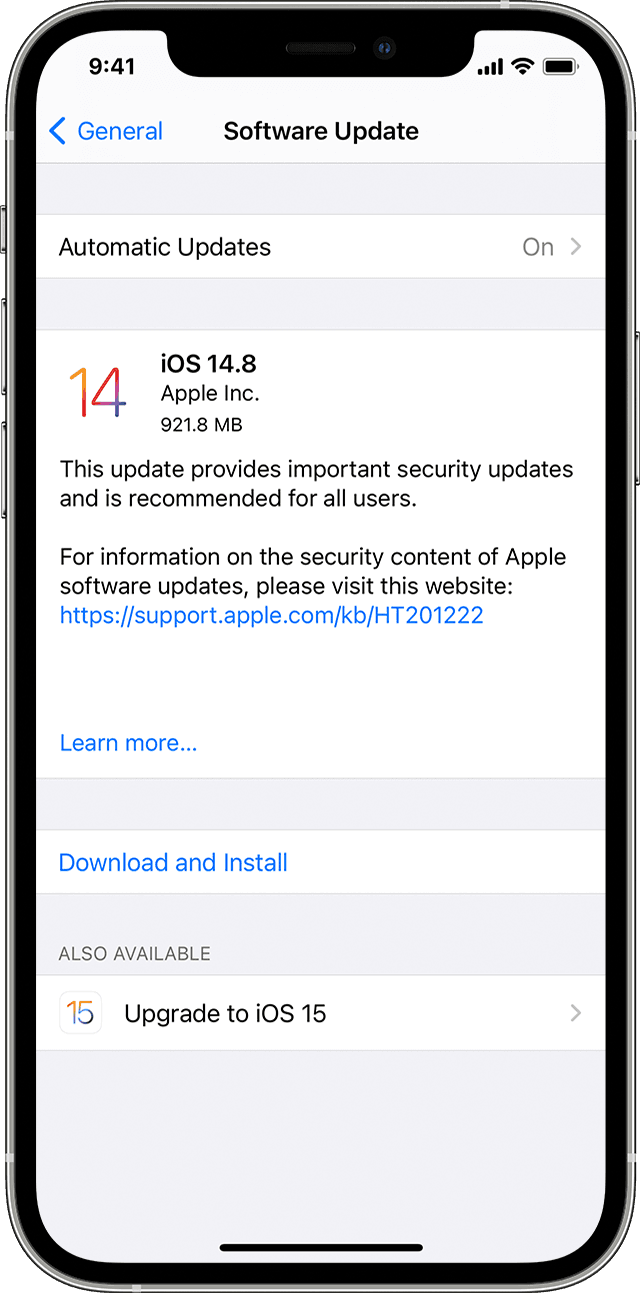 9:41
General
Software Update
Automatic Updates
On
14
iOS 14.8
Apple Inc.
921.8 MB
This update provides important security updates
and is recommended for all users.
For information on the security content of Apple
software updates, please visit this website:
https://support.apple.com/kb/HT201222
Learn more...
Download and Install
ALSO AVAILABLE
15
Upgrade to iOS 15